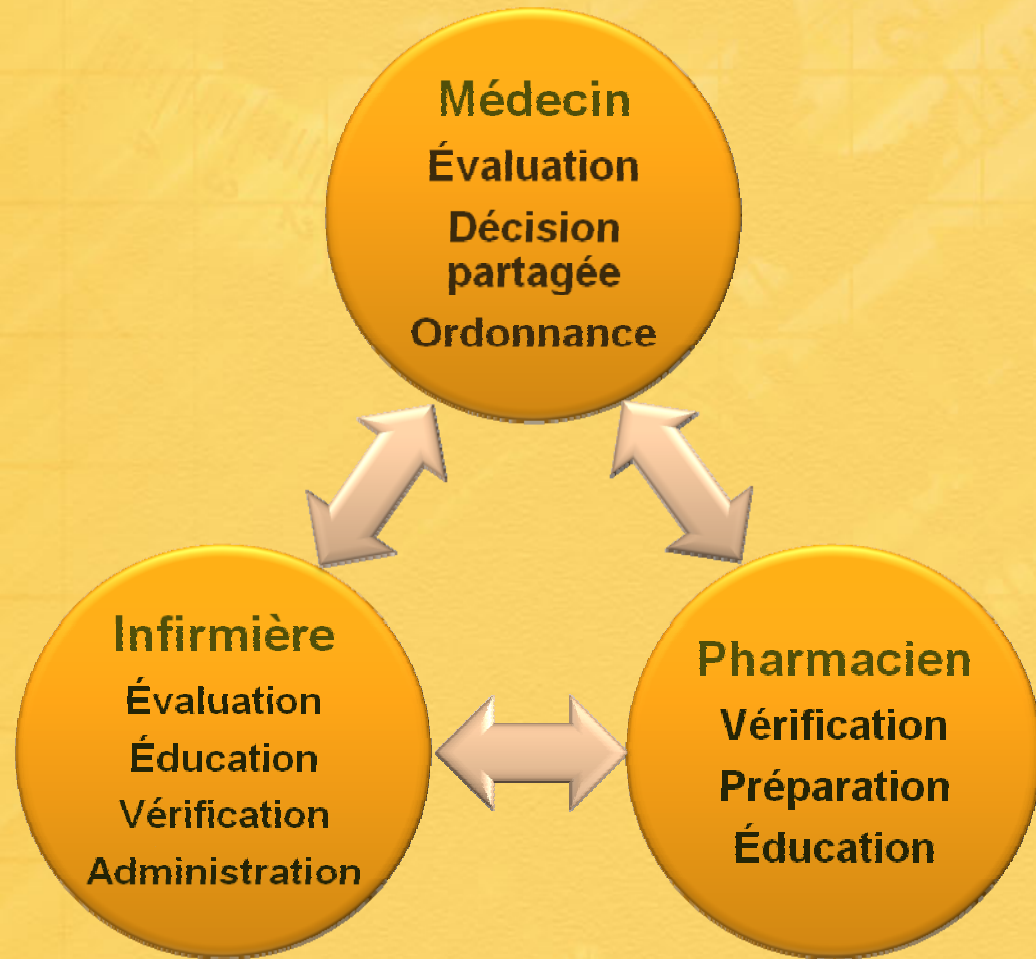 Médecin
Évaluation
Décision
partagée
Ordonnance
Infirmière
Évaluation
Éducation
Vérification
Administration
Pharmacien
Vérification
Préparation
Éducation